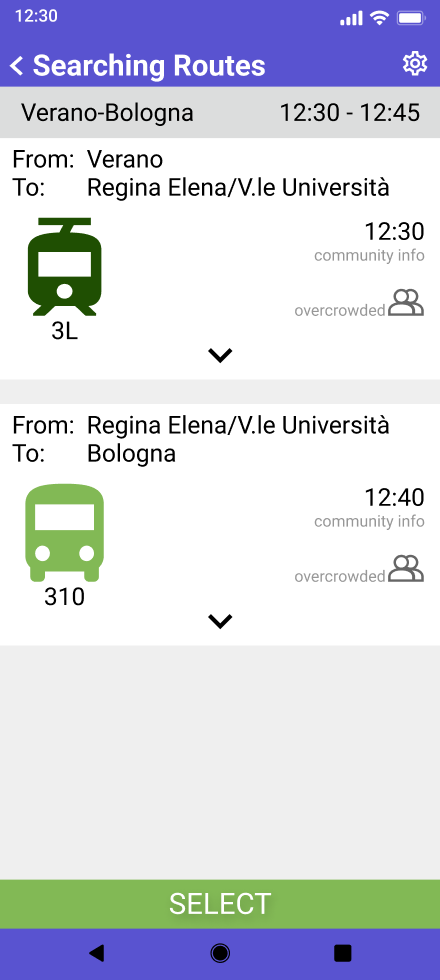 12:30
Searching Routes
Verano-Bologna 12:30 - 12:45
From: Verano
To: Regina Elena/V.le Università
12:30
community info
overcrowded
3L
From: Regina Elena/V.le Università
To: Bologna
12:40
community info
overcrowded
310
SELECT